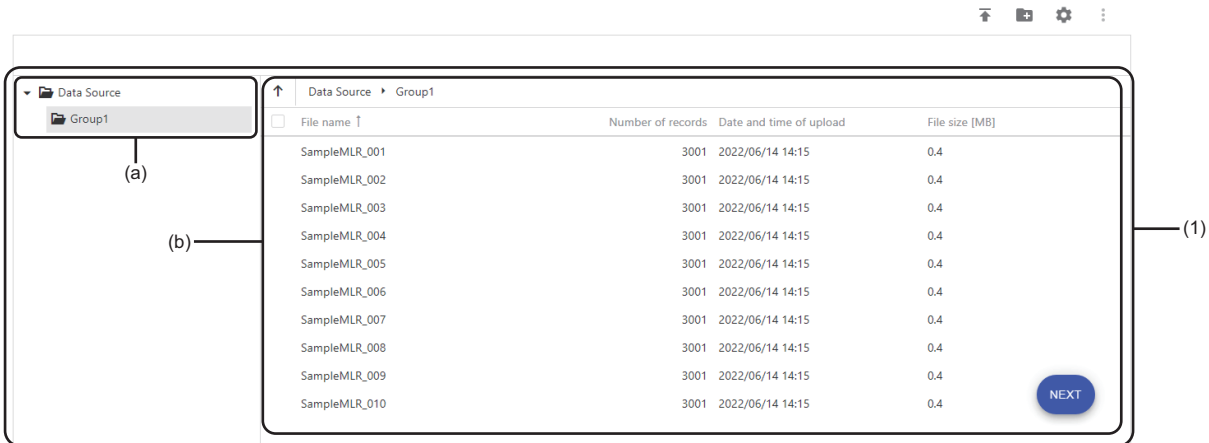 Data Source
Group1
(a)
(b)
Data Source Group1
File name Number of records Date and time of upload File size [MB]
SampleMLR_001 3001 2022/06/14 14:15 0.4
SampleMLR_002 3001 2022/06/14 14:15 0.4
SampleMLR_003 3001 2022/06/14 14:15 0.4
SampleMLR_004 3001 2022/06/14 14:15 0.4
SampleMLR_005 3001 2022/06/14 14:15 0.4
SampleMLR_006 3001 2022/06/14 14:15 0.4
SampleMLR_007 3001 2022/06/14 14:15 0.4
SampleMLR_008 3001 2022/06/14 14:15 0.4
SampleMLR_009 3001 2022/06/14 14:15 0.4
SampleMLR_010 3001 2022/06/14 14:15 0.4
NEXT
(1)